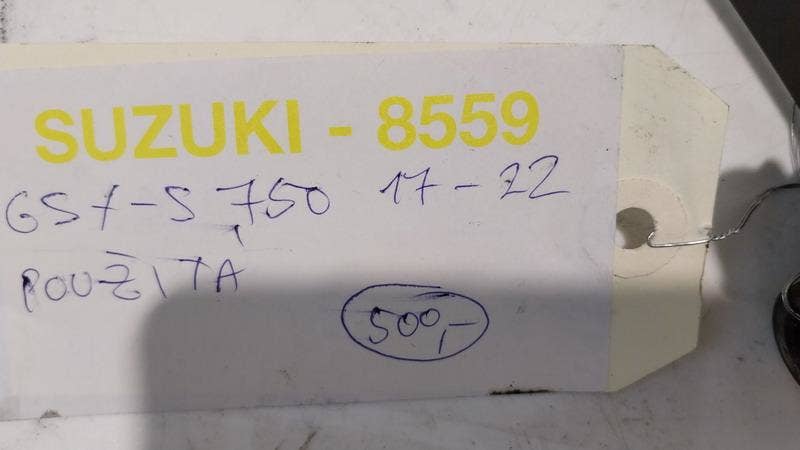 SUZUKI - 8559
GSX-S 750 17-22
POUŽITÁ
500,-